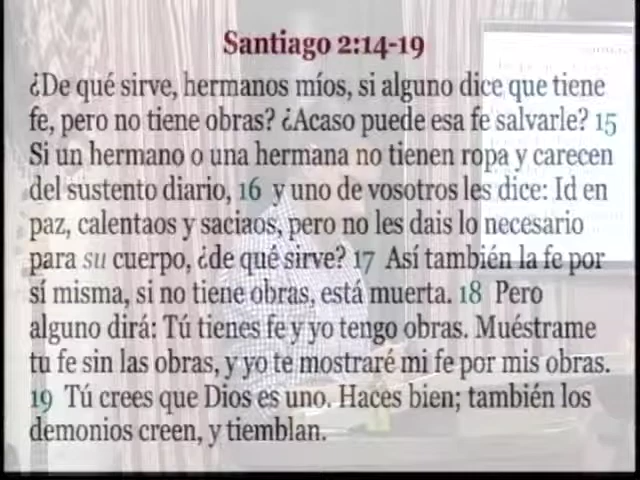 Santiago 2:14-19
¿De qué sirve, hermanos míos, si alguno dice que tiene
fe, pero no tiene obras? ¿Acaso puede esa fe salvarle? 15
Si un hermano o una hermana no tienen ropa y carecen
del sustento diario, 16 y uno de vosotros les dice: Id en
paz, calentaos y saciaos, pero no les dais lo necesario
para su cuerpo, ¿de qué sirve? 17 Así también la fe por
sí misma, si no tiene obras, está muerta. 18 Pero
alguno dirá: Tú tienes fe y yo tengo obras. Muéstrame
tu fe sin las obras, y yo te mostraré mi fe por mis obras.
19 Tú crees que Dios es uno. Haces bien; también los
demonios creen, y tiemblan.